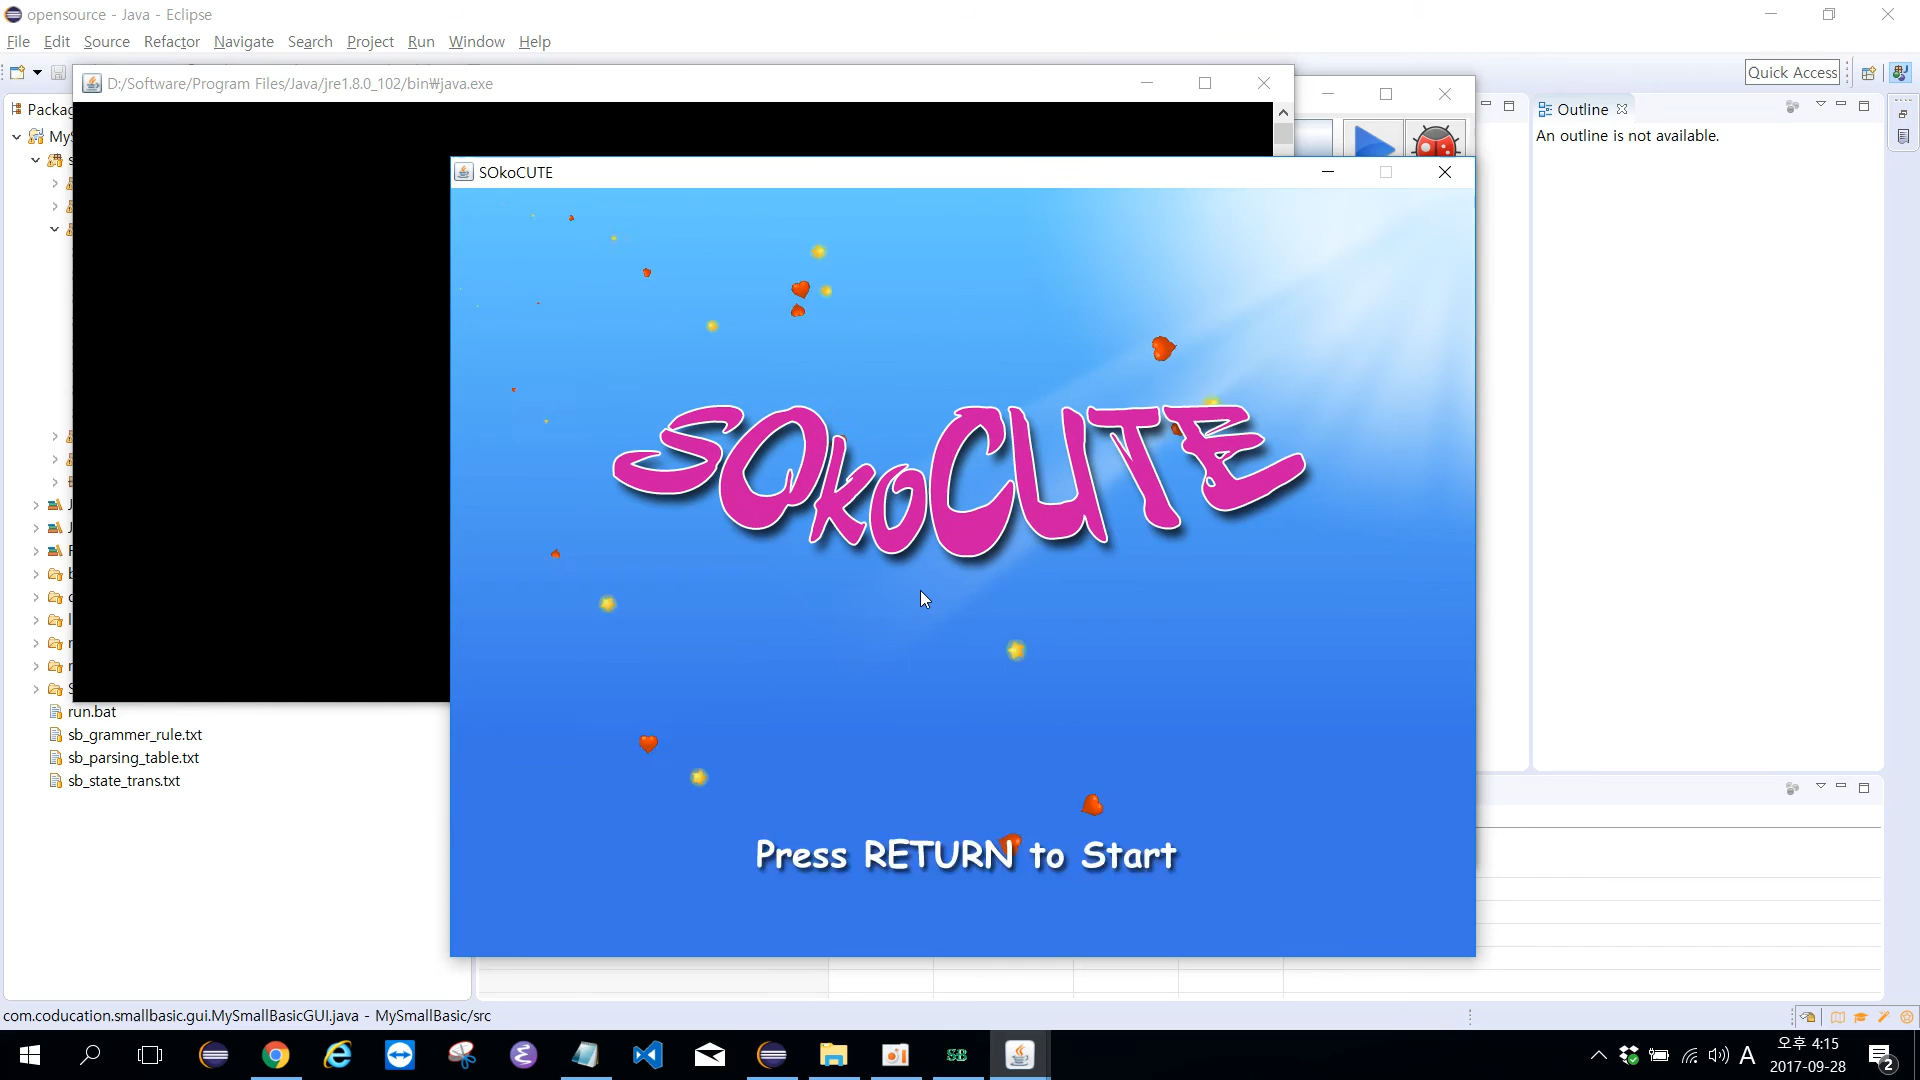 opensource - Java - Eclipse
File Edit Source Refactor Navigate Search Project Run Window Help
Quick Access
D:/Software/Program Files/Java/jre1.8.0_102/bin₩java.exe
Outline
An outline is not available.
SOkoCUTE
SOkoCUTE
Press RETURN to Start
run.bat
sb_grammer_rule.txt
sb_parsing_table.txt
sb_state_trans.txt
com.coducation.smallbasic.gui.MySmallBasicGUI.java - MySmallBasic/src
SB
A
오후 4:15
2017-09-28
2